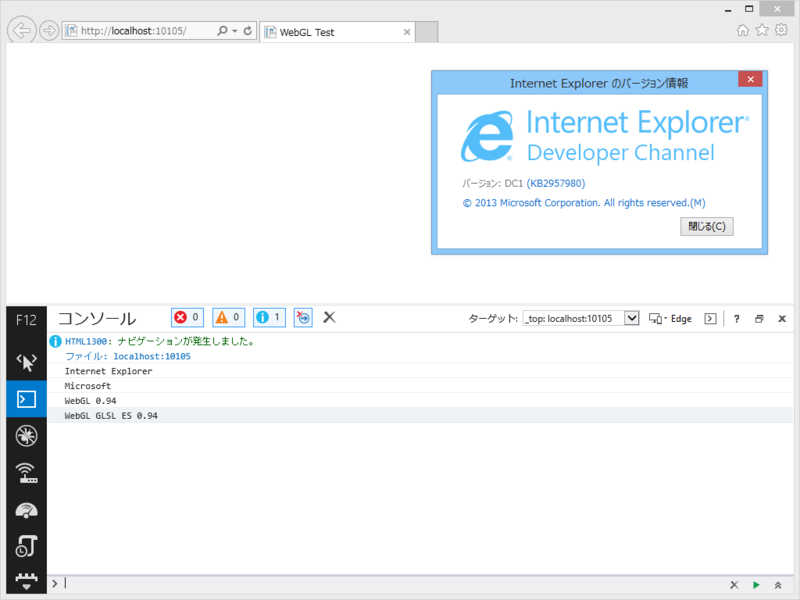 http://localhost:10105/
WebGL Test
Internet Explorer のバージョン情報
Internet Explorer®
Developer Channel
バージョン: DC1 (KB2957980)
© 2013 Microsoft Corporation. All rights reserved.(M)
閉じる(C)
F12
コンソール
0
0
1
ターゲット:
_top: localhost:10105
Edge
?
HTML1300: ナビゲーションが発生しました。
ファイル: localhost:10105
Internet Explorer
Microsoft
WebGL 0.94
WebGL GLSL ES 0.94